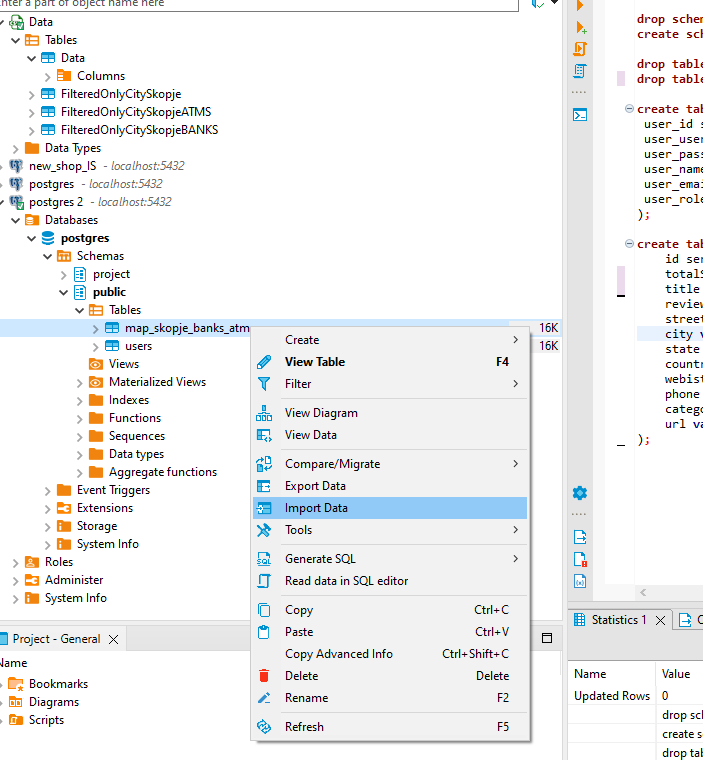 nter a part of object name here
Data
Tables
Data
Columns
FilteredOnlyCitySkopje
FilteredOnlyCitySkopjeATMS
FilteredOnlyCitySkopjeBANKS
Data Types
new_shop_IS - localhost:5432
postgres - localhost:5432
postgres 2 - localhost:5432
Databases
postgres
Schemas
project
public
Tables
map_skopje_banks_atm 16K
users 16K
Views
Materialized Views
Indexes
Functions
Sequences
Data types
Aggregate functions
Event Triggers
Extensions
Storage
System Info
Roles
Administer
System Info
Create
View Table F4
Filter
View Diagram
View Data
Compare/Migrate
Export Data
Import Data
Tools
Generate SQL
Read data in SQL editor
Copy Ctrl+C
Paste Ctrl+V
Copy Advanced Info Ctrl+Shift+C
Delete Delete
Rename F2
Refresh F5
Project - General
Name
Bookmarks
Diagrams
Scripts
drop schem
create sch
drop table
drop table
create tab
user_id s
user_user
user_pass
user_name
user_emai
user_role
);
create tab
id ser
totalS
title
review
street
city v
state
countr
webist
phone
catego
url va
);
Statistics 1
Name Value
Updated Rows 0
drop sch
create s
drop tab